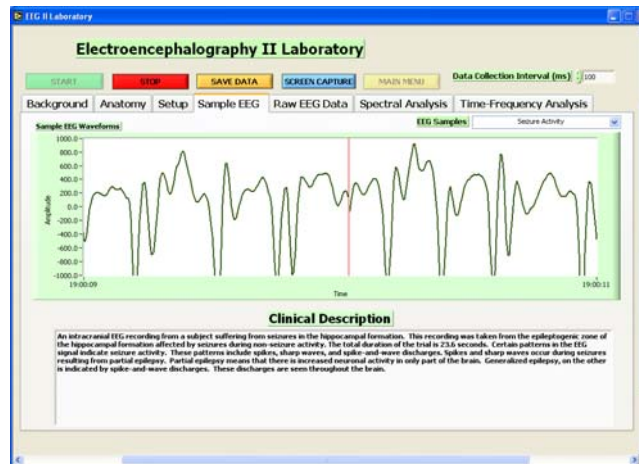 EEG II Laboratory
Electroencephalography II Laboratory
START STOP SAVE DATA SCREEN CAPTURE MAIN MENU Data Collection Interval (ms) 100
Background Anatomy Setup Sample EEG Raw EEG Data Spectral Analysis Time-Frequency Analysis
Sample EEG Waveforms EEG Samples Seizure Activity
1000.0
800.0
600.0
400.0
200.0
0.0
-200.0
-400.0
-600.0
-800.0
-1000.0
Amplitude
19:00:09 19:00:11
Time
Clinical Description
An intracranial EEG recording from a subject suffering from seizures in the hippocampal formation. This recording was taken from the epileptogenic zone of
the hippocampal formation affected by seizures during non-seizure activity. The total duration of the trial is 23.6 seconds. Certain patterns in the EEG
signal indicate seizure activity. These patterns include spikes, sharp waves, and spike-and-wave discharges. Spikes and sharp waves occur during seizures
resulting from partial epilepsy. Partial epilepsy means that there is increased neuronal activity in only part of the brain. Generalized epilepsy, on the other
is indicated by spike-and-wave discharges. These discharges are seen throughout the brain.